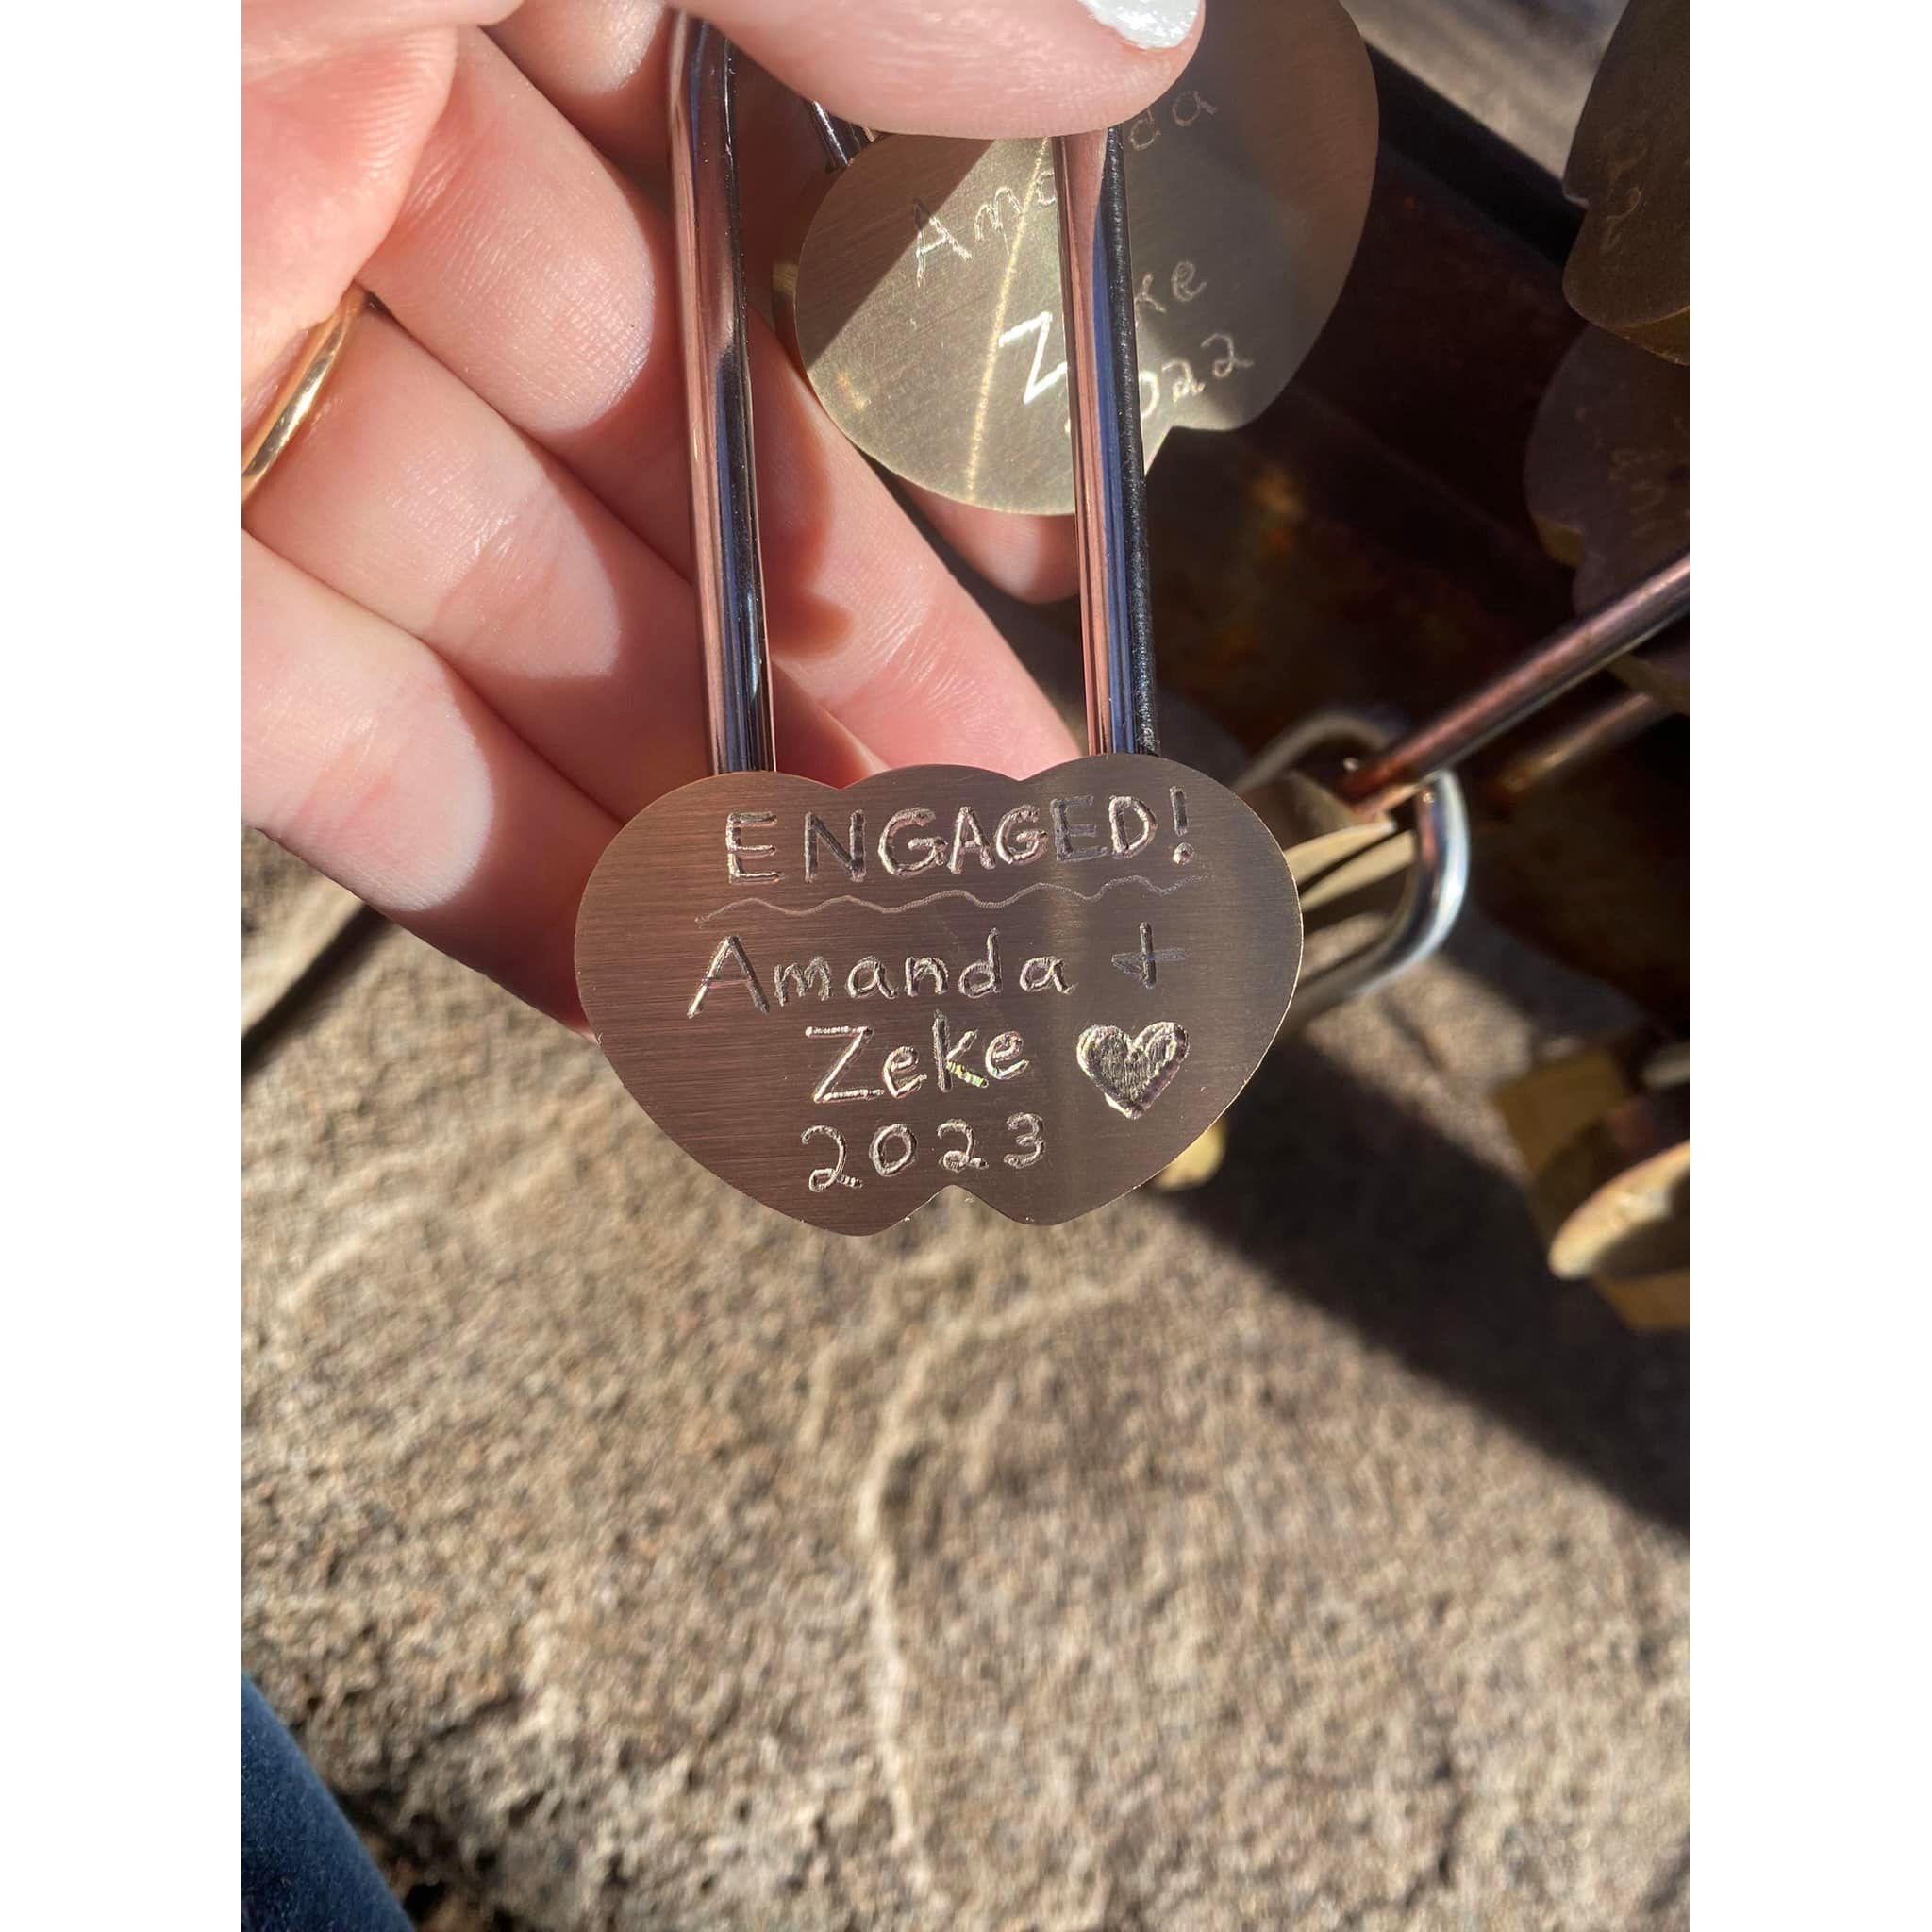 Amanda
Zeke
2022
ENGAGED!
Amanda +
Zeke ♥
2023